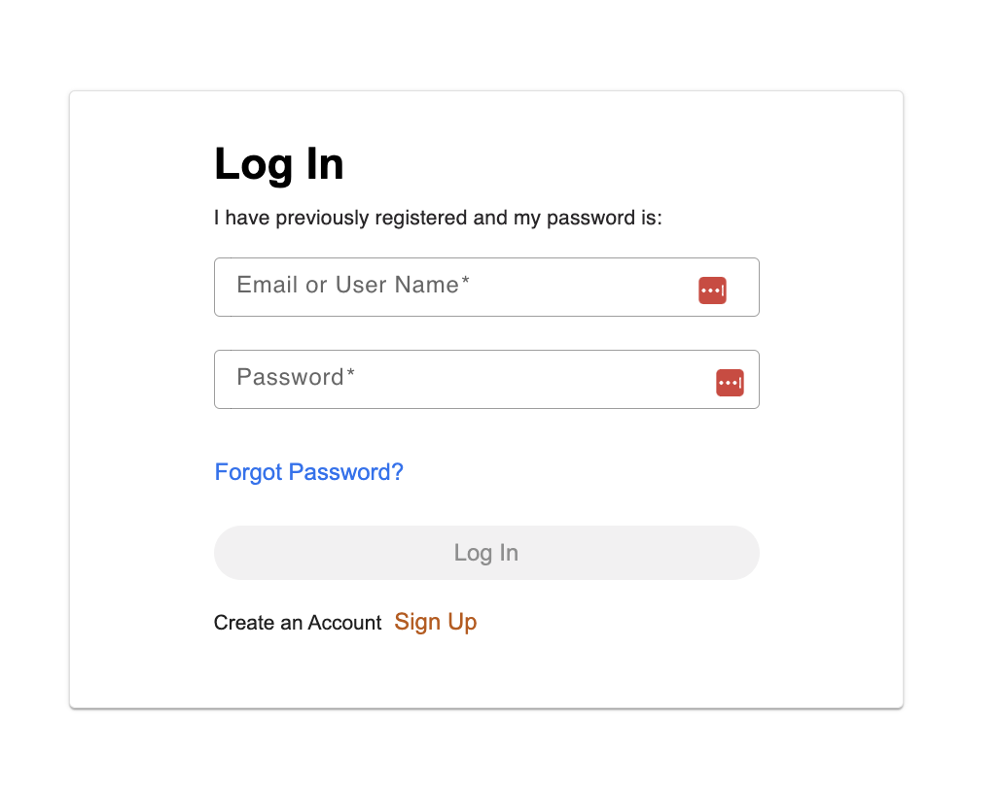 Log In
I have previously registered and my password is:
Email or User Name*
Password*
Forgot Password?
Log In
Create an Account Sign Up